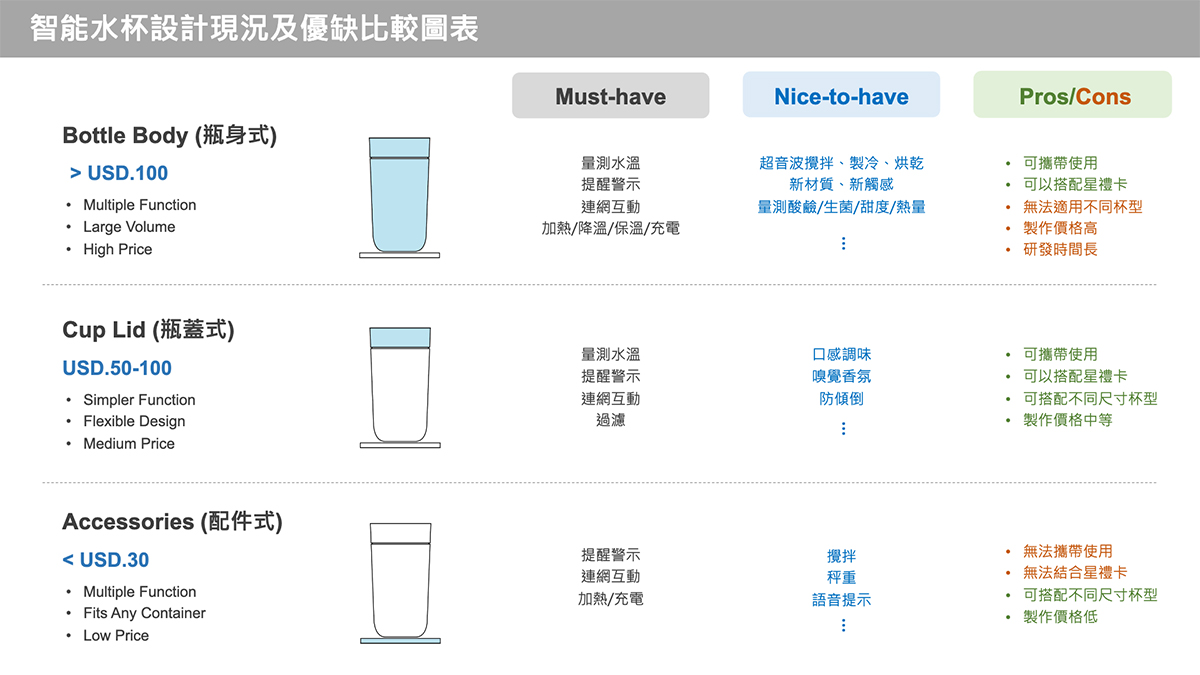 智能水杯設計現況及優缺比較圖表
Must-have
Nice-to-have
Pros/Cons
Bottle Body (瓶身式)
> USD.100
• Multiple Function
• Large Volume
• High Price
量測水溫
提醒警示
連網互動
加熱/降溫/保溫/充電
超音波攪拌、製冷、烘乾
新材質、新觸感
量測酸鹼/生菌/甜度/熱量
⋮
• 可攜帶使用
• 可以搭配星禮卡
• 無法適用不同杯型
• 製作價格高
• 研發時間長
Cup Lid (瓶蓋式)
USD.50-100
• Simpler Function
• Flexible Design
• Medium Price
量測水溫
提醒警示
連網互動
過濾
口感調味
嗅覺香氛
防傾倒
⋮
• 可攜帶使用
• 可以搭配星禮卡
• 可搭配不同尺寸杯型
• 製作價格中等
Accessories (配件式)
< USD.30
• Multiple Function
• Fits Any Container
• Low Price
提醒警示
連網互動
加熱/充電
攪拌
秤重
語音提示
⋮
• 無法攜帶使用
• 無法結合星禮卡
• 可搭配不同尺寸杯型
• 製作價格低